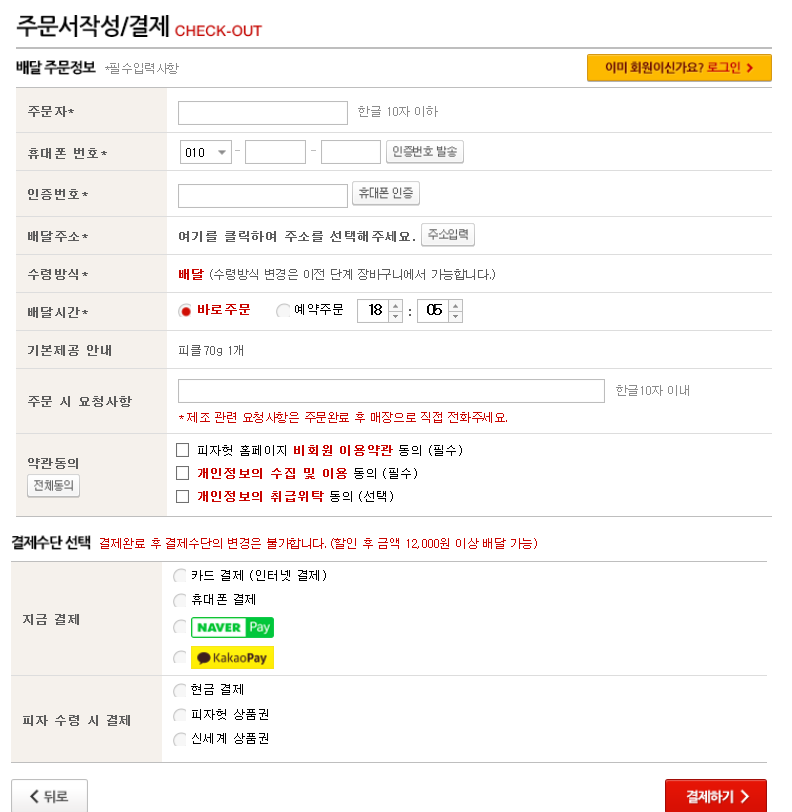 주문서작성/결제 CHECK-OUT
배달 주문정보 *필수입력사항 이미 회원이신가요? 로그인
주문자* 한글 10자 이하
휴대폰 번호* 010 - - 인증번호 발송
인증번호* 휴대폰 인증
배달주소* 여기를 클릭하여 주소를 선택해주세요. 주소입력
수령방식* 배달 (수령방식 변경은 이전 단계 장바구니에서 가능합니다.)
배달시간* 바로주문 예약주문 18 : 05
기본제공 안내 피클70g 1개
주문 시 요청사항 한글10자 이내
*제조 관련 요청사항은 주문완료 후 매장으로 직접 전화주세요.
약관동의 전체동의
피자헛 홈페이지 비회원 이용약관 동의 (필수)
개인정보의 수집 및 이용 동의 (필수)
개인정보의 취급위탁 동의 (선택)
결제수단 선택 결제완료 후 결제수단의 변경은 불가합니다. (할인 후 금액 12,000원 이상 배달 가능)
지금 결제
카드 결제 (인터넷 결제)
휴대폰 결제
NAVER Pay
KakaoPay
피자 수령 시 결제
현금 결제
피자헛 상품권
신세계 상품권
뒤로 결제하기